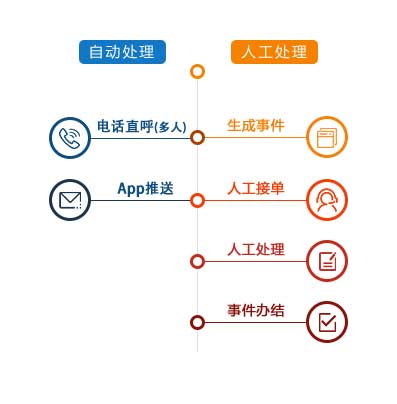 自动处理
人工处理
电话直呼(多人)
生成事件
App推送
人工接单
人工处理
事件办结